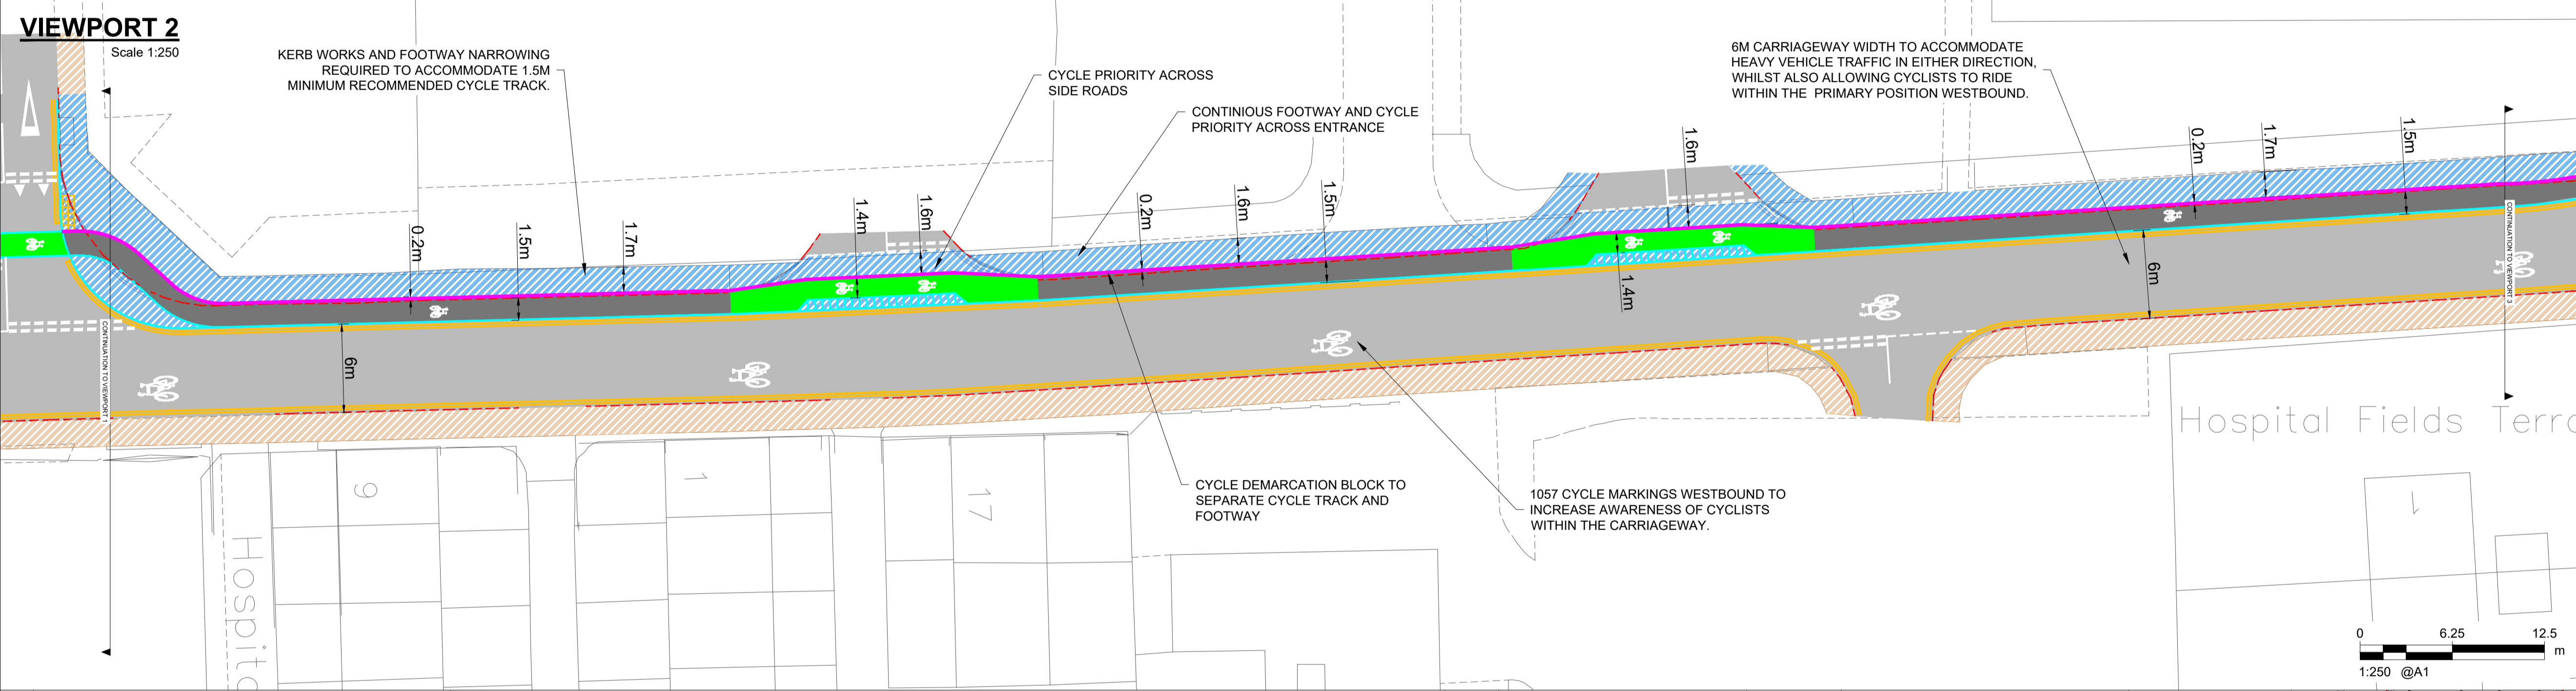 VIEWPORT 2
Scale 1:250
KERB WORKS AND FOOTWAY NARROWING
REQUIRED TO ACCOMMODATE 1.5M
MINIMUM RECOMMENDED CYCLE TRACK.
CYCLE PRIORITY ACROSS
SIDE ROADS
CONTINIOUS FOOTWAY AND CYCLE
PRIORITY ACROSS ENTRANCE
6M CARRIAGEWAY WIDTH TO ACCOMMODATE
HEAVY VEHICLE TRAFFIC IN EITHER DIRECTION,
WHILST ALSO ALLOWING CYCLISTS TO RIDE
WITHIN THE PRIMARY POSITION WESTBOUND.
0.2m
1.5m
1.7m
1.4m
1.6m
0.2m
1.6m
1.5m
1.6m
1.4m
0.2m
1.7m
1.5m
6m
6m
CONTINUATION TO VIEWPORT 1
CONTINUATION TO VIEWPORT 3
CYCLE DEMARCATION BLOCK TO
SEPARATE CYCLE TRACK AND
FOOTWAY
1057 CYCLE MARKINGS WESTBOUND TO
INCREASE AWARENESS OF CYCLISTS
WITHIN THE CARRIAGEWAY.
Hospital Fields Terra
Hospita
9
1
17
1
0 6.25 12.5
m
1:250 @A1